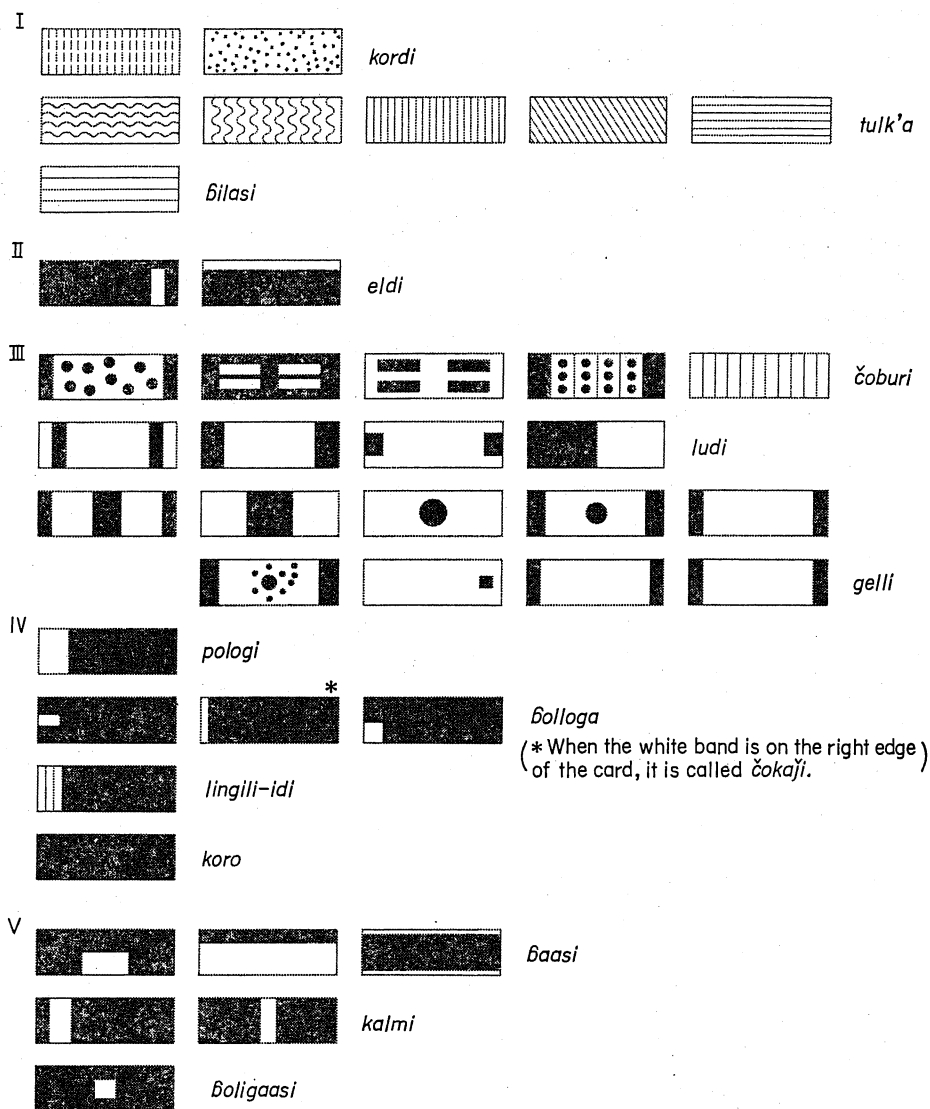 I
kordi
tulk'a
ɓilasi
II
eldi
III
čoburi
ludi
gelli
IV
pologi
*
ɓolloga
(* When the white band is on the right edge
of the card, it is called čokaǰi.)
lingili-idi
koro
V
ɓaasi
kalmi
ɓoligaasi